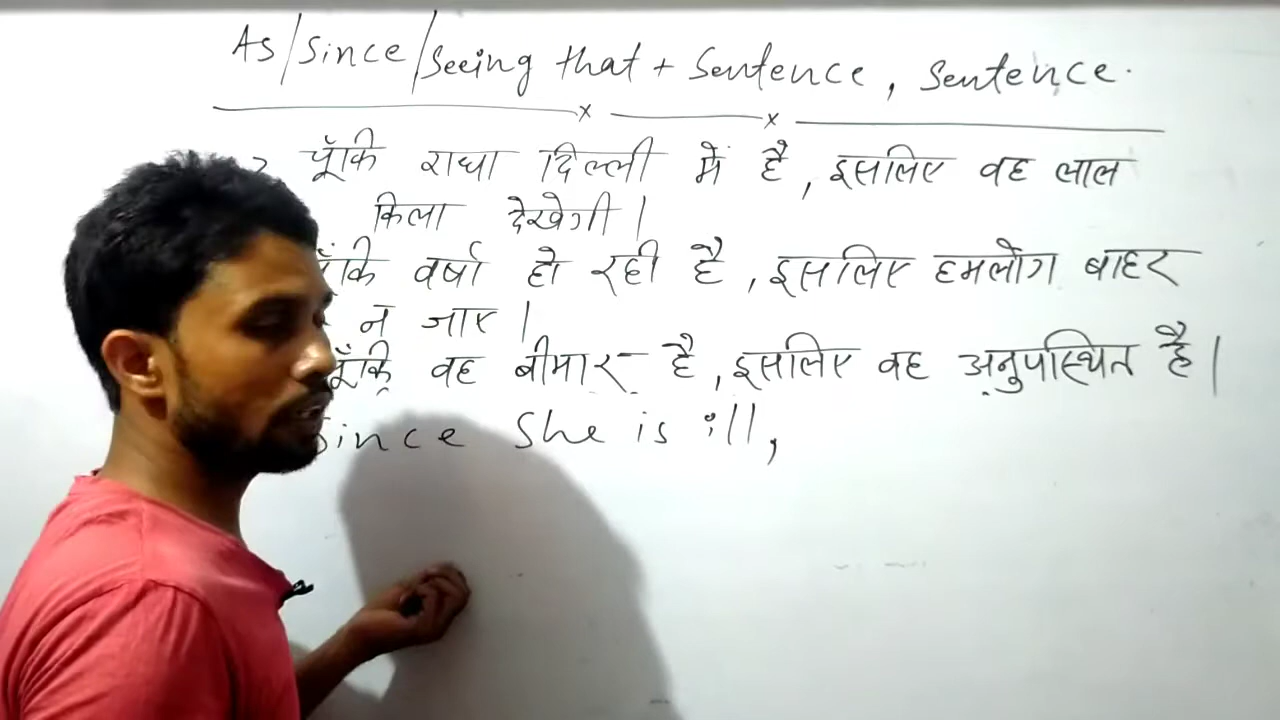 As/Since/Seeing that + Sentence, Sentence.
चूँकि राधा दिल्ली में है, इसलिए वह लाल
किला देखेगी।
वर्षा हो रही है, इसलिए हमलोग बाहर
न जाए।
वह बीमार है, इसलिए वह अनुपस्थित है।
Since She is ill,